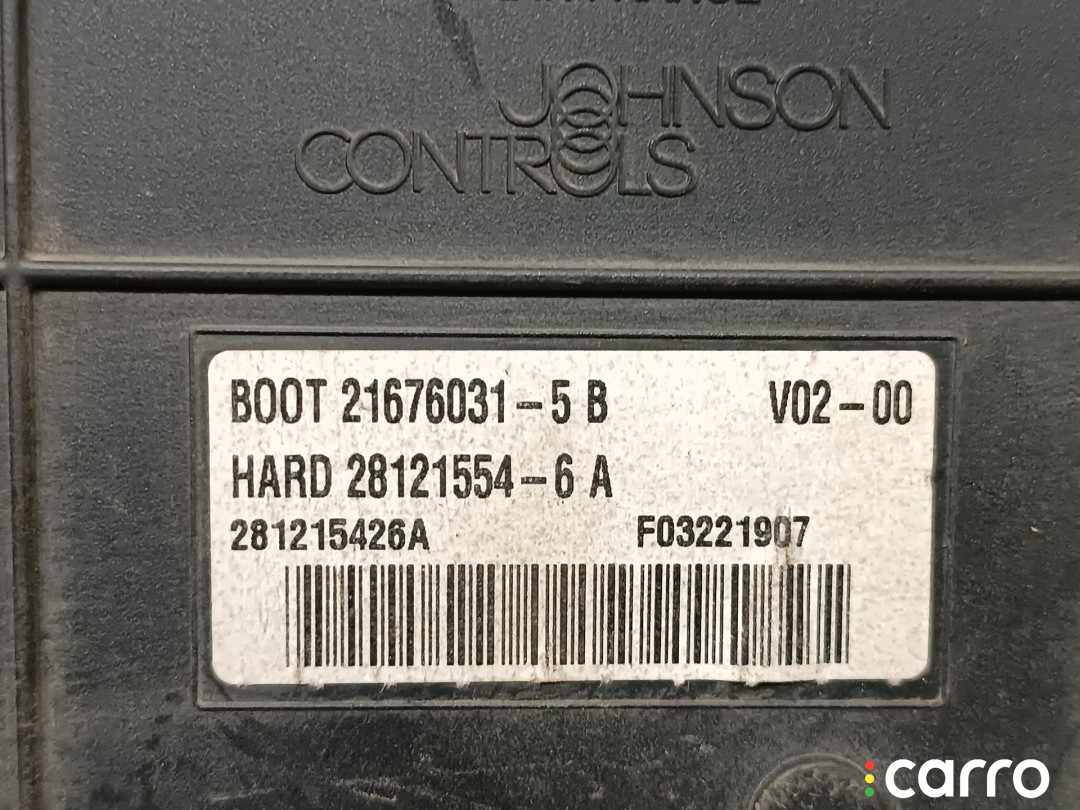 JOHNSON
CONTROLS
BOOT 21676031-5 B V02-00
HARD 28121554-6 A
281215426A F03221907
carro